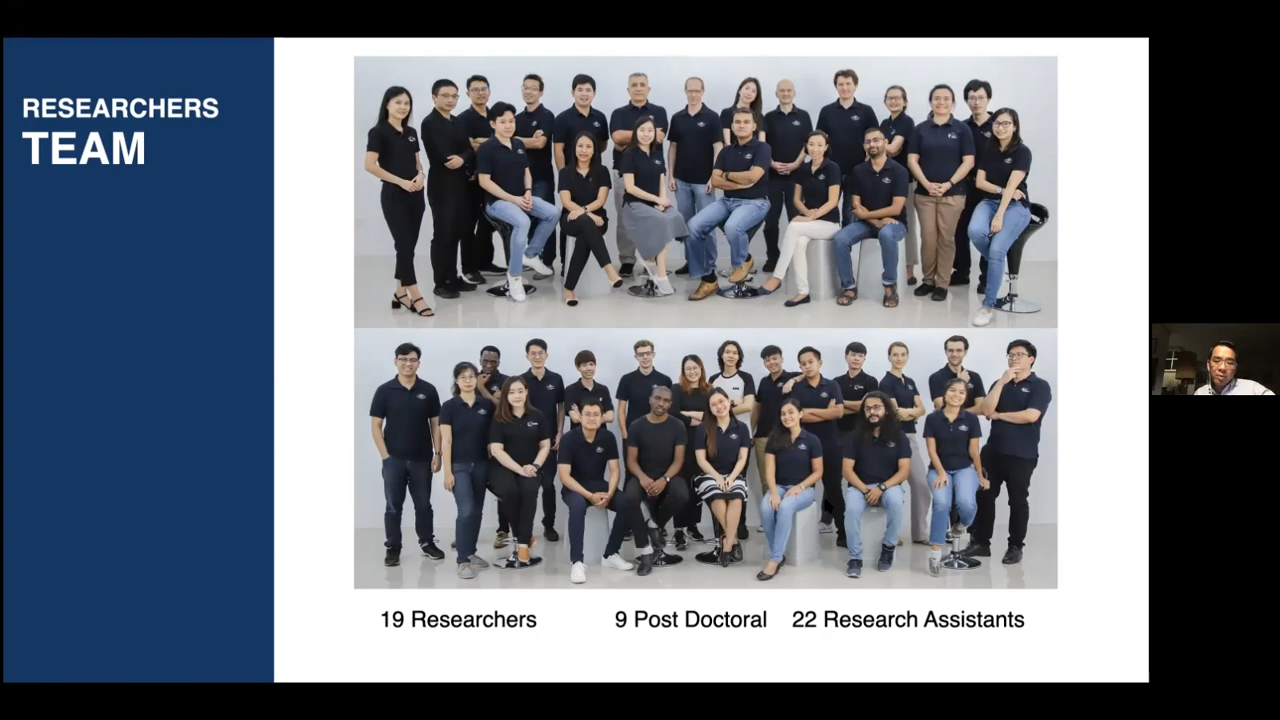 RESEARCHERS
TEAM
19 Researchers
9 Post Doctoral
22 Research Assistants